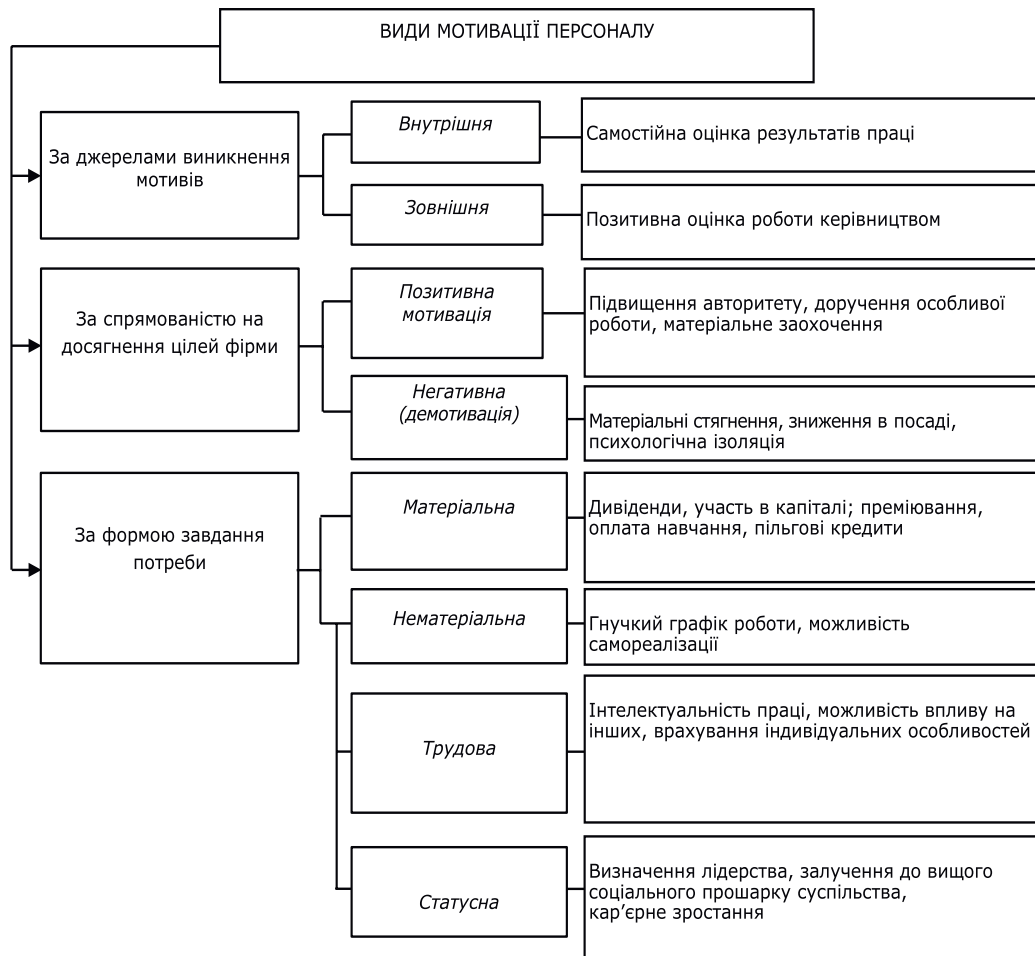 ВИДИ МОТИВАЦІЇ ПЕРСОНАЛУ
За джерелами виникнення
мотивів
Внутрішня
Самостійна оцінка результатів праці
Зовнішня
Позитивна оцінка роботи керівництвом
За спрямованістю на
досягнення цілей фірми
Позитивна
мотивація
Підвищення авторитету, доручення особливої
роботи, матеріальне заохочення
Негативна
(демотивація)
Матеріальні стягнення, зниження в посаді,
психологічна ізоляція
За формою завдання
потреби
Матеріальна
Дивіденди, участь в капіталі; преміювання,
оплата навчання, пільгові кредити
Нематеріальна
Гнучкий графік роботи, можливість
самореалізації
Трудова
Інтелектуальність праці, можливість впливу на
інших, врахування індивідуальних особливостей
Статусна
Визначення лідерства, залучення до вищого
соціального прошарку суспільства,
кар’єрне зростання